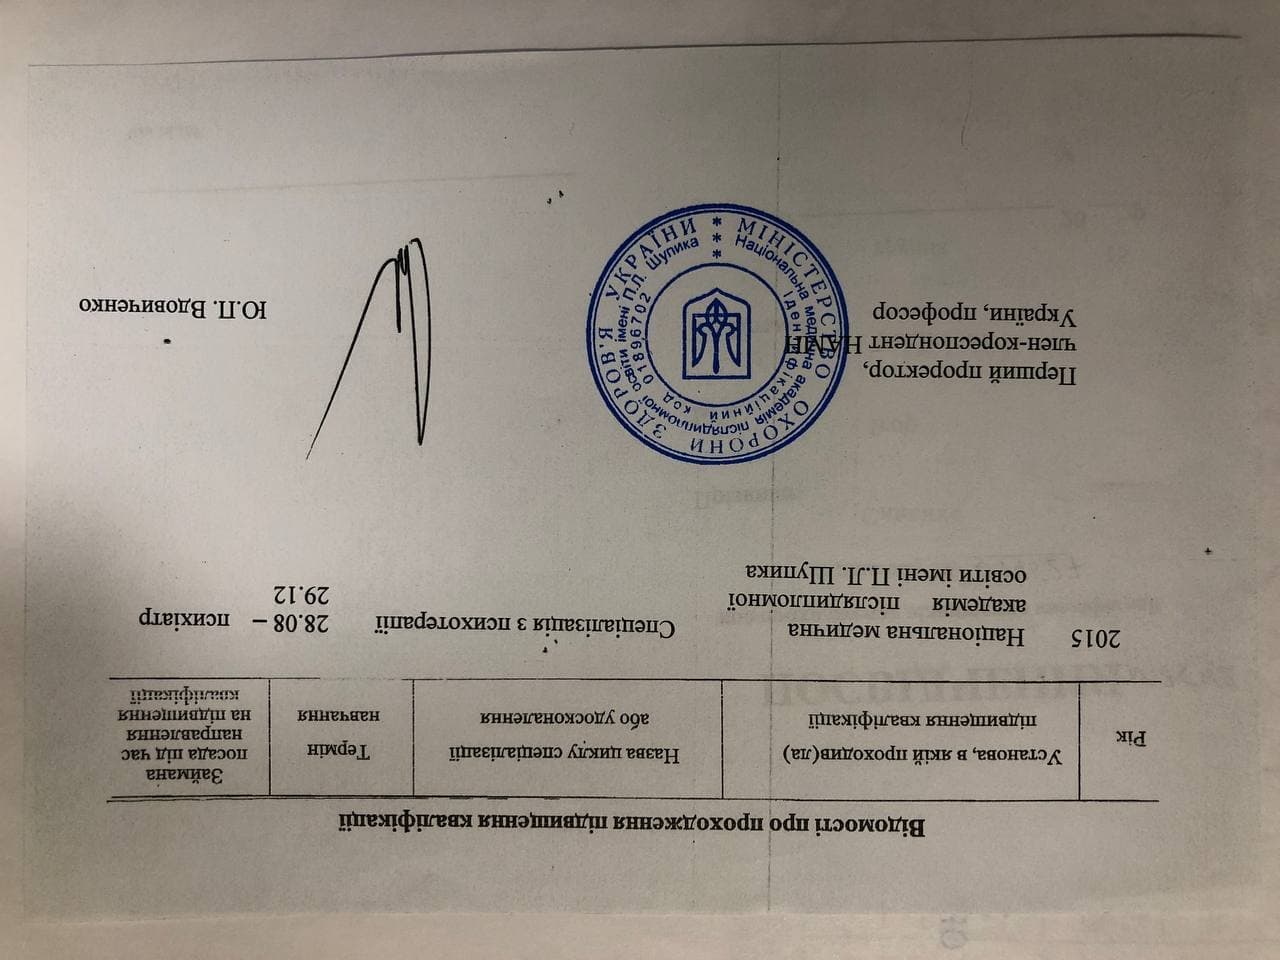 Відомості про проходження підвищення кваліфікації
Рік
Установа, в якій проходив(ла)
підвищення кваліфікації
Назва циклу спеціалізації
або удосконалення
Термін
навчання
Займана
посада під час
направлення
на підвищення
кваліфікації
2015
Національна медична
академія післядипломної
освіти імені П.Л. Шупика
Спеціалізація з психотерапії
28.08 –
29.12
психіатр
Перший проректор,
член-кореспондент НАМН
України, професор
МІНІСТЕРСТВО ОХОРОНИ ЗДОРОВ'Я УКРАЇНИ
Національна медична академія післядипломної освіти імені П.Л. Шупика
Ідентифікаційний код 01896702
Ю.П. Вдовиченко